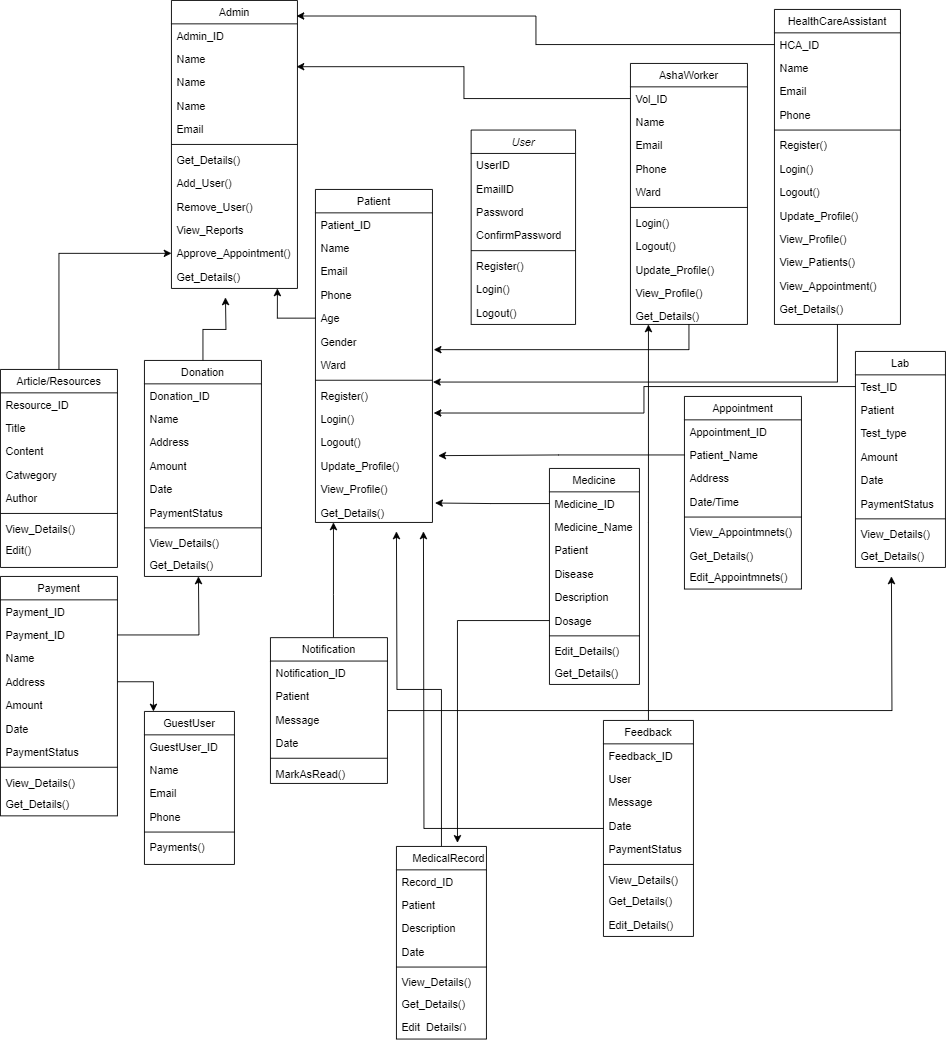 Admin
Admin_ID
Name
Name
Name
Email
Get_Details()
Add_User()
Remove_User()
View_Reports
Approve_Appointment()
Get_Details()
HealthCareAssistant
HCA_ID
Name
Email
Phone
Register()
Login()
Logout()
Update_Profile()
View_Profile()
View_Patients()
View_Appointment()
Get_Details()
AshaWorker
Vol_ID
Name
Email
Phone
Ward
Login()
Logout()
Update_Profile()
View_Profile()
Get_Details()
User
UserID
EmailID
Password
ConfirmPassword
Register()
Login()
Logout()
Patient
Patient_ID
Name
Email
Phone
Age
Gender
Ward
Register()
Login()
Logout()
Update_Profile()
View_Profile()
Get_Details()
Article/Resources
Resource_ID
Title
Content
Catwegory
Author
View_Details()
Edit()
Donation
Donation_ID
Name
Address
Amount
Date
PaymentStatus
View_Details()
Get_Details()
Lab
Test_ID
Patient
Test_type
Amount
Date
PaymentStatus
View_Details()
Get_Details()
Appointment
Appointment_ID
Patient_Name
Address
Date/Time
View_Appointmnets()
Get_Details()
Edit_Appointmnets()
Medicine
Medicine_ID
Medicine_Name
Patient
Disease
Description
Dosage
Edit_Details()
Get_Details()
Payment
Payment_ID
Payment_ID
Name
Address
Amount
Date
PaymentStatus
View_Details()
Get_Details()
GuestUser
GuestUser_ID
Name
Email
Phone
Payments()
Notification
Notification_ID
Patient
Message
Date
MarkAsRead()
Feedback
Feedback_ID
User
Message
Date
PaymentStatus
View_Details()
Get_Details()
Edit_Details()
MedicalRecord
Record_ID
Patient
Description
Date
View_Details()
Get_Details()
Edit_Details()